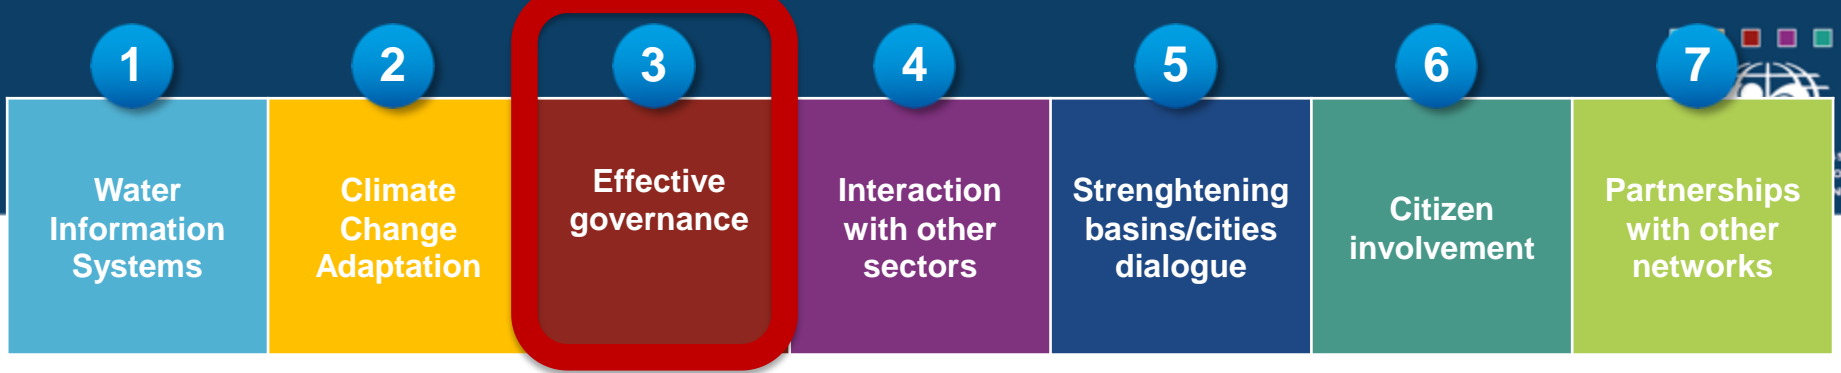 1
Water
Information
Systems
2
Climate
Change
Adaptation
3
Effective
governance
4
Interaction
with other
sectors
5
Strenghtening
basins/cities
dialogue
6
Citizen
involvement
7
Partnerships
with other
networks